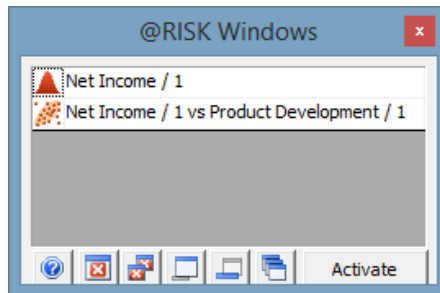 @RISK Windows
x
Net Income / 1
Net Income / 1 vs Product Development / 1
Activate